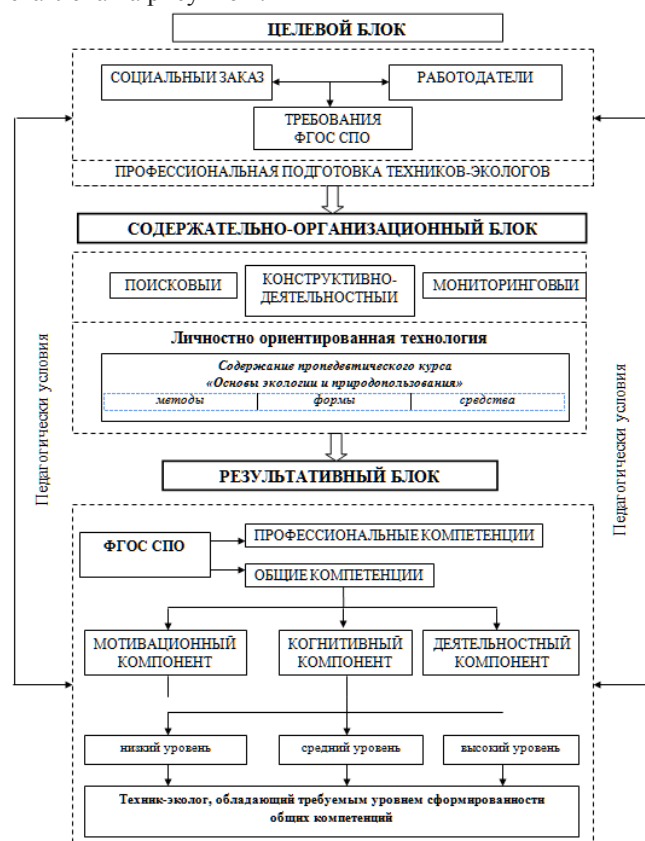 ЦЕЛЕВОЙ БЛОК
СОЦИАЛЬНЫЙ ЗАКАЗ
РАБОТОДАТЕЛИ
ТРЕБОВАНИЯ
ФГОС СПО
ПРОФЕССИОНАЛЬНАЯ ПОДГОТОВКА ТЕХНИКОВ-ЭКОЛОГОВ
СОДЕРЖАТЕЛЬНО-ОРГАНИЗАЦИОННЫЙ БЛОК
ПОИСКОВЫЙ
КОНСТРУКТИВНО-
ДЕЯТЕЛЬНОСТНЫЙ
МОНИТОРИНГОВЫЙ
Личностно ориентированная технология
Содержание пропедевтического курса
«Основы экологии и природопользования»
методы
формы
средства
Педагогически условия
Педагогически условия
РЕЗУЛЬТАТИВНЫЙ БЛОК
ФГОС СПО
ПРОФЕССИОНАЛЬНЫЕ КОМПЕТЕНЦИИ
ОБЩИЕ КОМПЕТЕНЦИИ
МОТИВАЦИОННЫЙ
КОМПОНЕНТ
КОГНИТИВНЫЙ
КОМПОНЕНТ
ДЕЯТЕЛЬНОСТНЫЙ
КОМПОНЕНТ
низкий уровень
средний уровень
высокий уровень
Техник-эколог, обладающий требуемым уровнем сформированности
общих компетенций